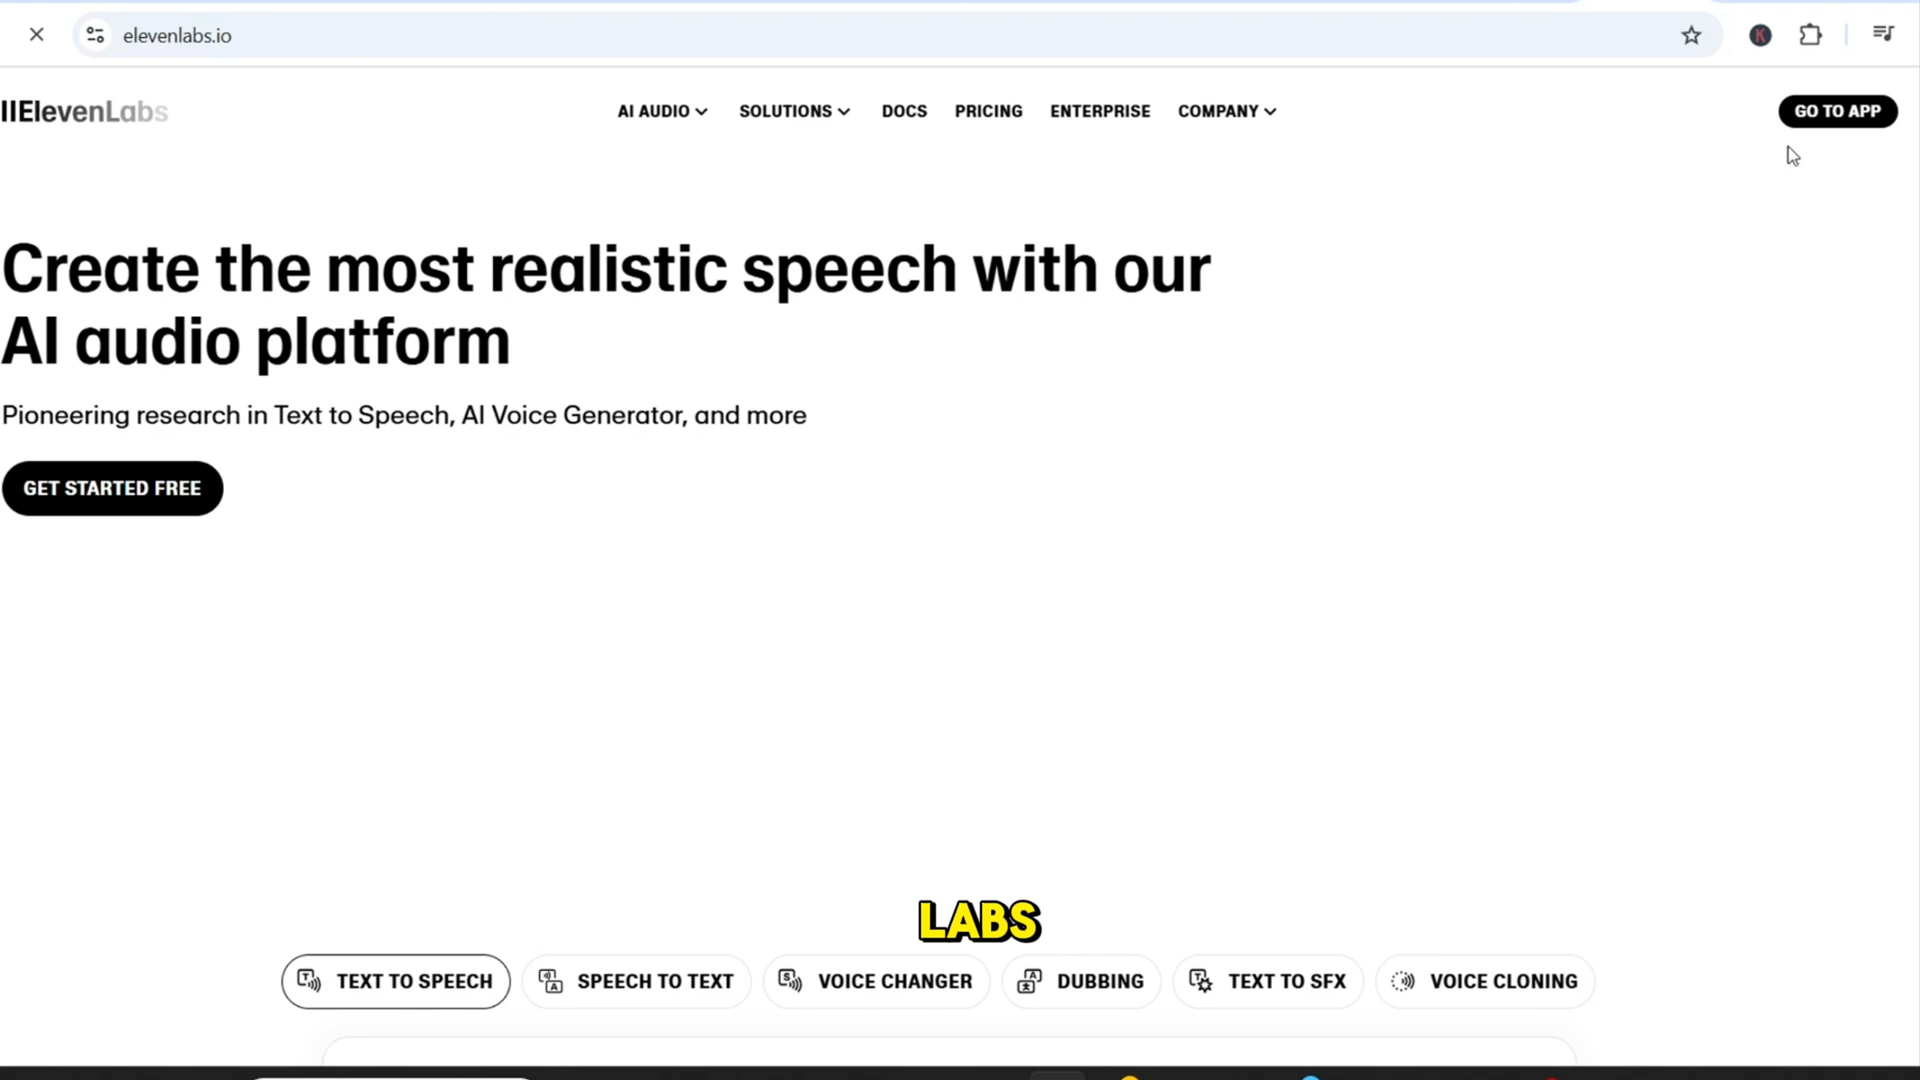 elevenlabs.io
K
IIElevenLabs
AI AUDIO
SOLUTIONS
DOCS
PRICING
ENTERPRISE
COMPANY
GO TO APP
Create the most realistic speech with our
AI audio platform
Pioneering research in Text to Speech, AI Voice Generator, and more
GET STARTED FREE
LABS
TEXT TO SPEECH
SPEECH TO TEXT
VOICE CHANGER
DUBBING
TEXT TO SFX
VOICE CLONING